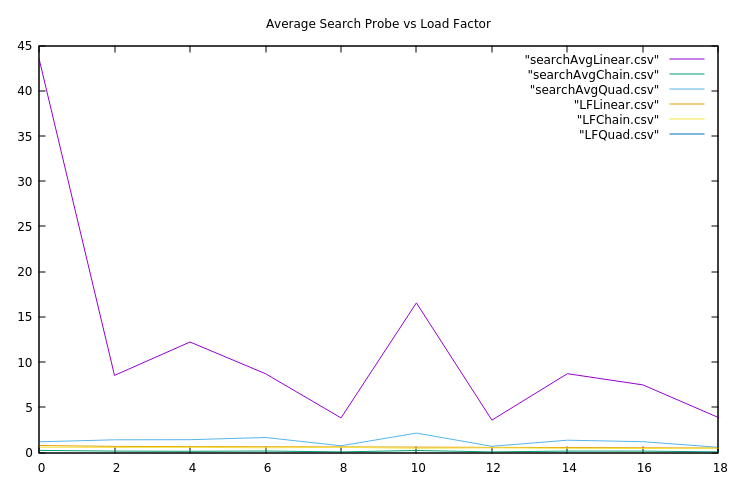 Average Search Probe vs Load Factor
45
40
35
30
25
20
15
10
5
0
0 2 4 6 8 10 12 14 16 18
"searchAvgLinear.csv"
"searchAvgChain.csv"
"searchAvgQuad.csv"
"LFLinear.csv"
"LFChain.csv"
"LFQuad.csv"